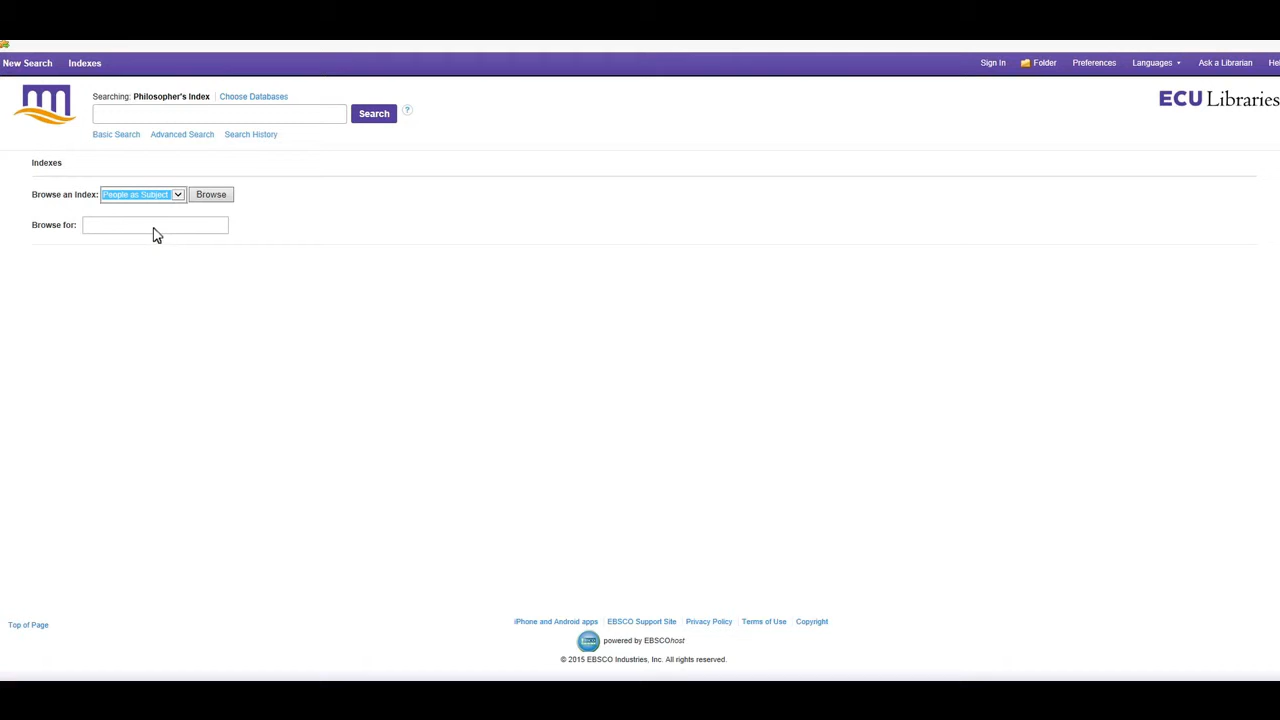 New Search Indexes Sign In Folder Preferences Languages Ask a Librarian Hel
Searching: Philosopher's Index Choose Databases
ECU Libraries
Search ?
Basic Search Advanced Search Search History
Indexes
Browse an Index: People as Subject Browse
Browse for:
iPhone and Android apps EBSCO Support Site Privacy Policy Terms of Use Copyright
Top of Page
powered by EBSCOhost
© 2015 EBSCO Industries, Inc. All rights reserved.